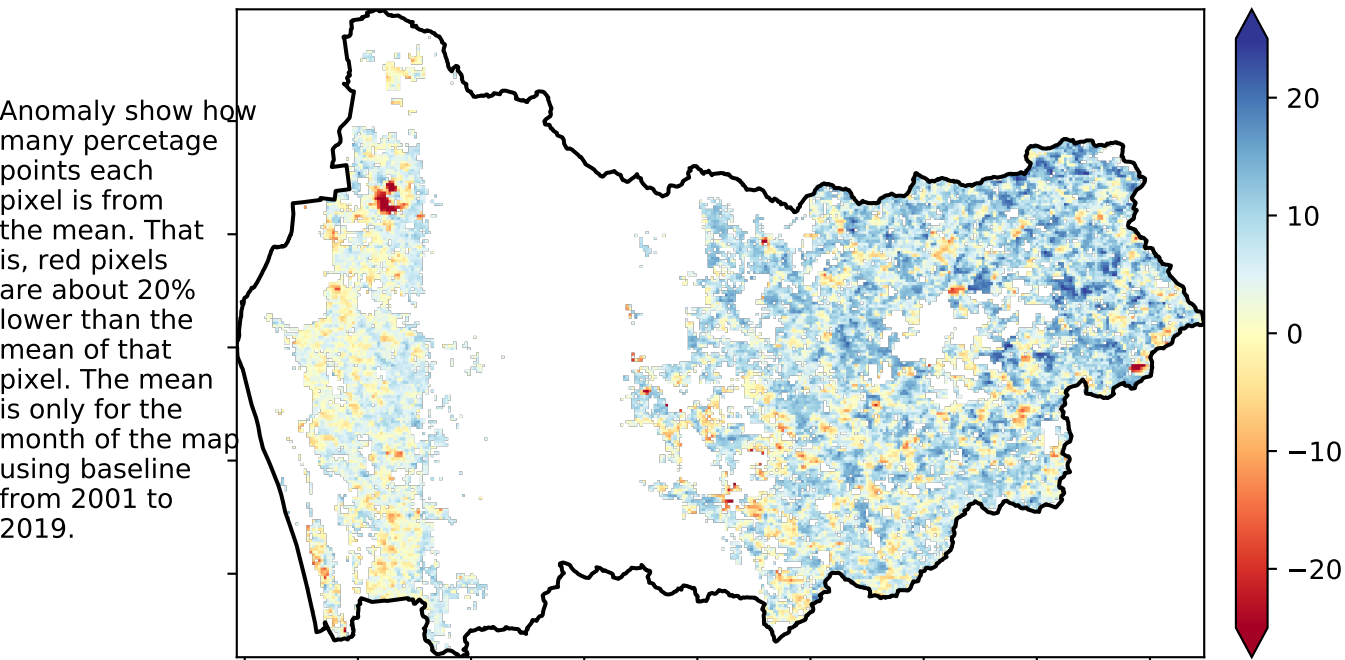 Anomaly show how
many percetage
points each
pixel is from
the mean. That
is, red pixels
are about 20%
lower than the
mean of that
pixel. The mean
is only for the
month of the map
using baseline
from 2001 to
2019.
20
10
0
−10
−20